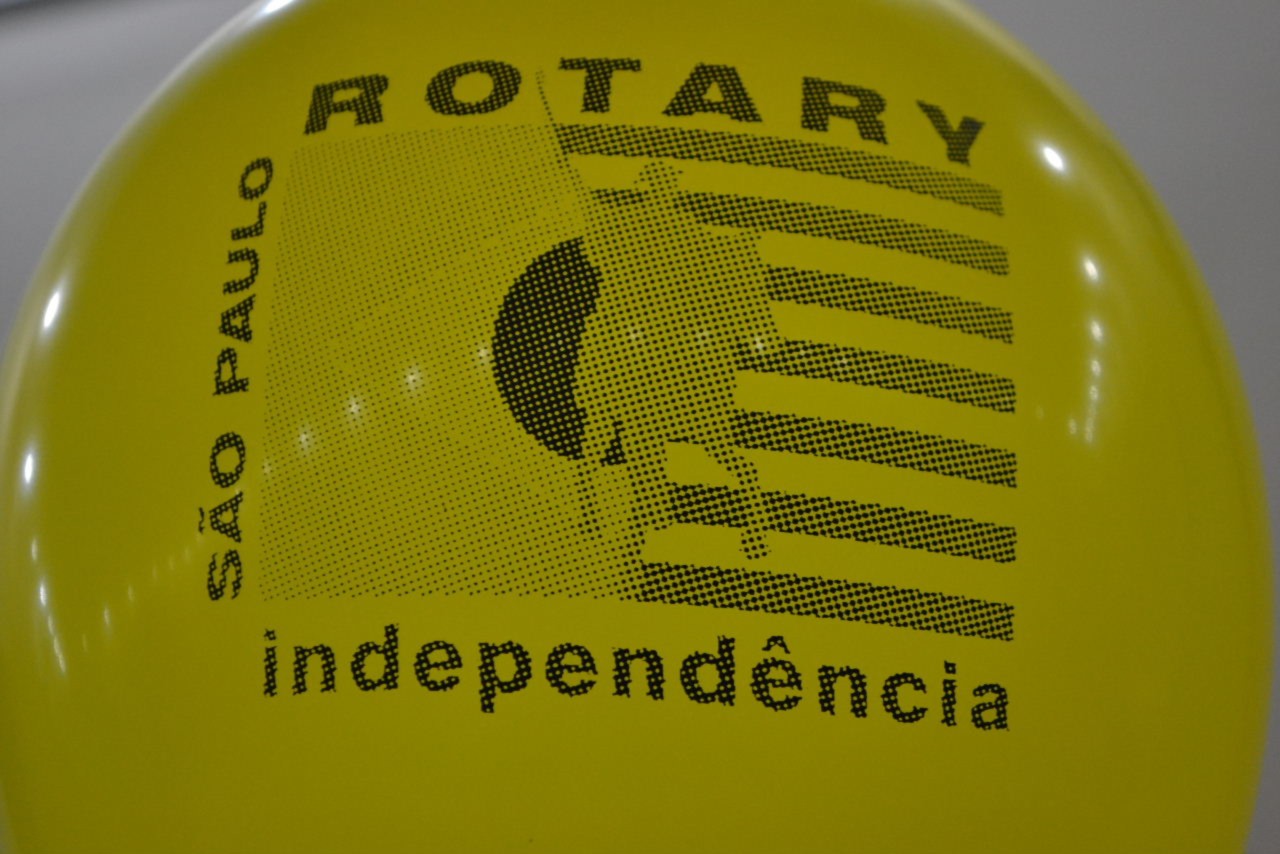 ROTARY
SÃO PAULO
independência